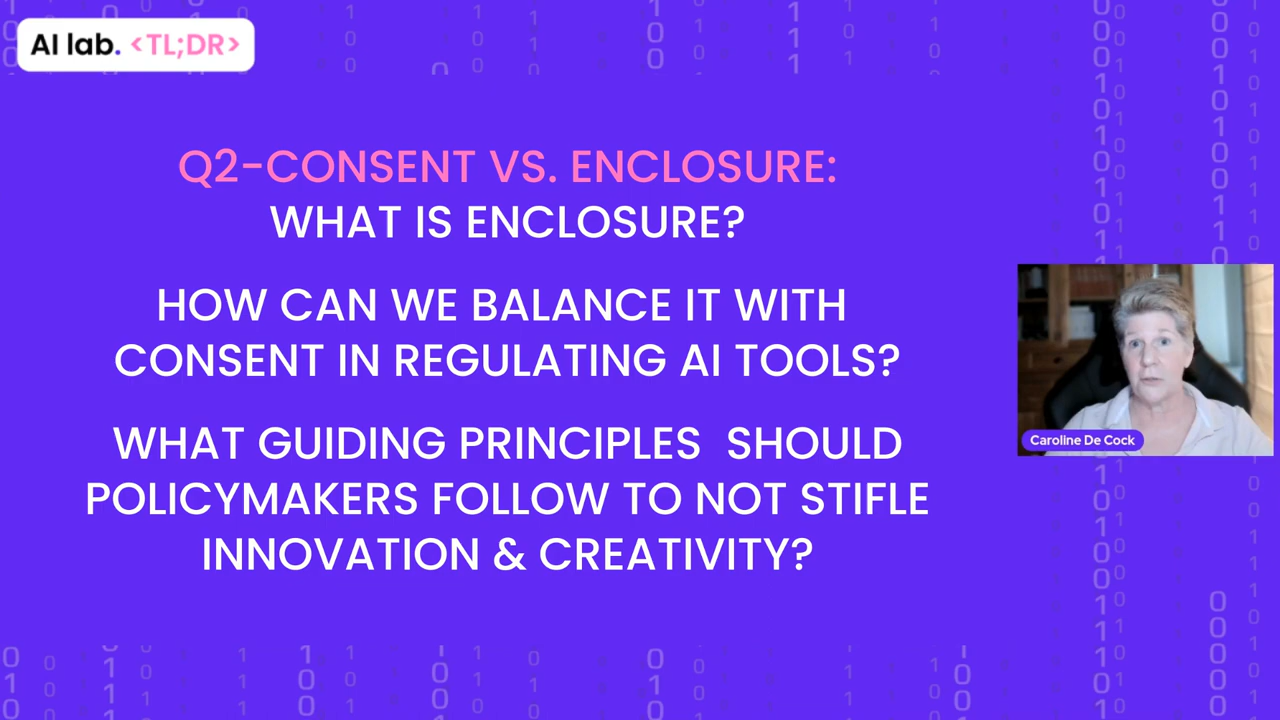 AI lab. <TL;DR>
Q2-CONSENT VS. ENCLOSURE:
WHAT IS ENCLOSURE?
HOW CAN WE BALANCE IT WITH
CONSENT IN REGULATING AI TOOLS?
WHAT GUIDING PRINCIPLES SHOULD
POLICYMAKERS FOLLOW TO NOT STIFLE
INNOVATION & CREATIVITY?
Caroline De Cock